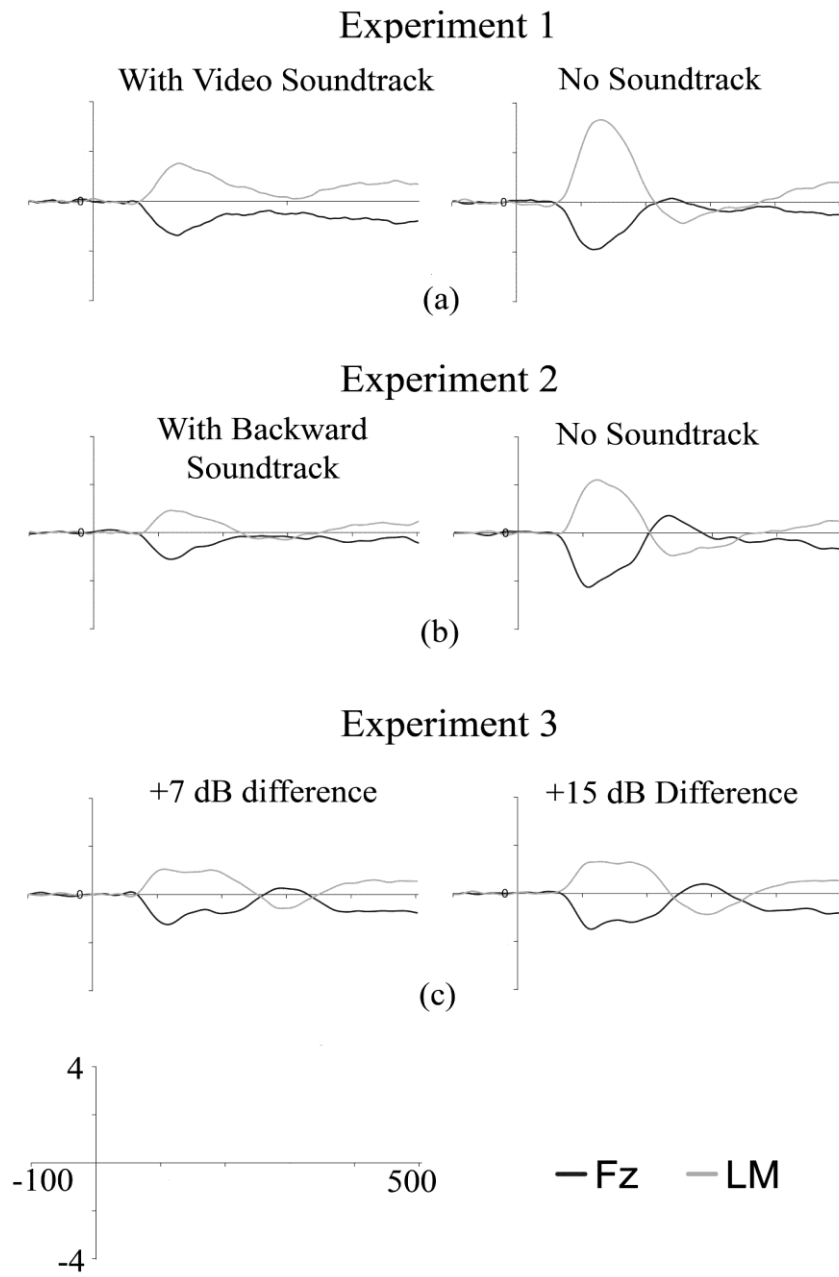 Experiment 1
With Video Soundtrack
No Soundtrack
0
0
(a)
Experiment 2
With Backward
Soundtrack
No Soundtrack
0
0
(b)
Experiment 3
+7 dB difference
+15 dB Difference
0
0
(c)
4
-100
500
-4
Fz
LM